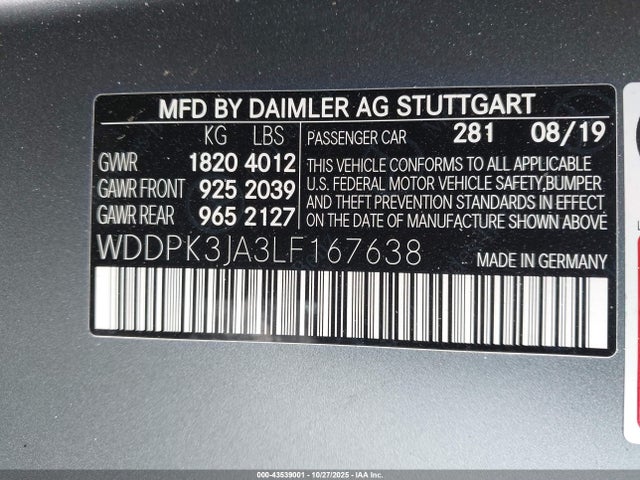 MFD BY DAIMLER AG STUTTGART
KG LBS
GVWR 1820 4012
GAWR FRONT 925 2039
GAWR REAR 965 2127
PASSENGER CAR 281 08/19
THIS VEHICLE CONFORMS TO ALL APPLICABLE
U.S. FEDERAL MOTOR VEHICLE SAFETY,BUMPER
AND THEFT PREVENTION STANDARDS IN EFFECT
ON THE DATE OF MANUFACTURE SHOWN ABOVE
WDDPK3JA3LF167638 MADE IN GERMANY
000-43539001 | 10/27/2025 | IAA Inc.